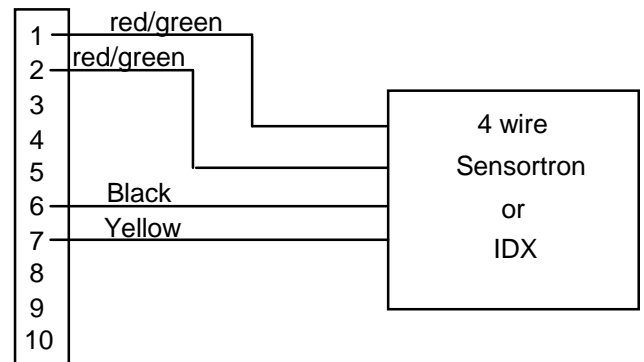 1 red/green
2 red/green
3
4
5
6 Black
7 Yellow
8
9
10
4 wire
Sensortron
or
IDX